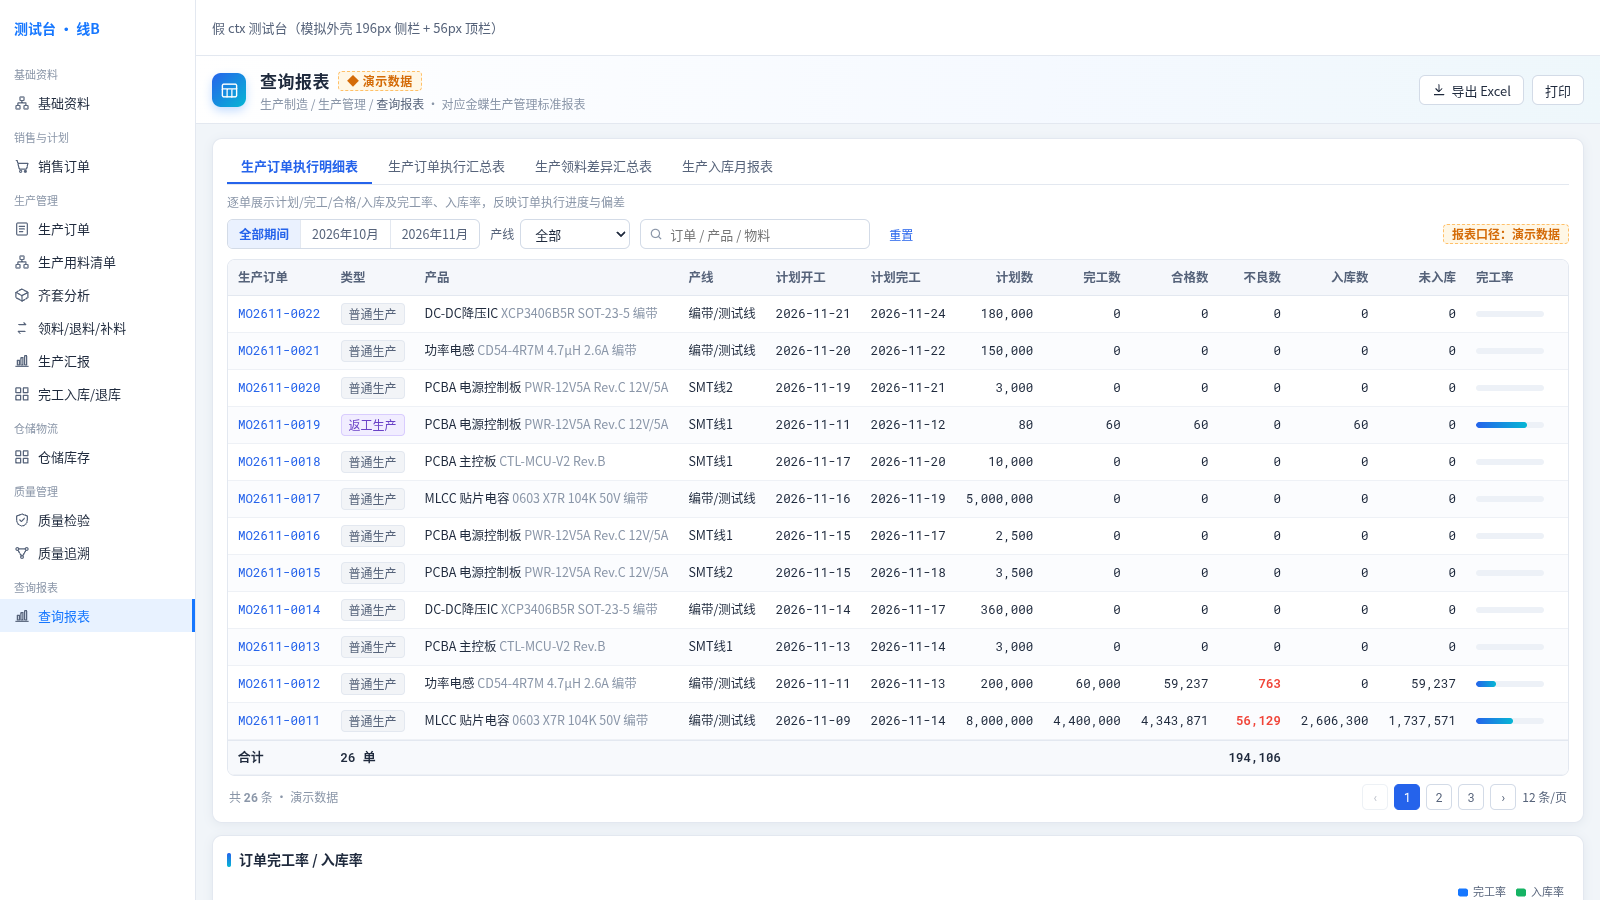 测试台 · 线B
基础资料
基础资料
销售与计划
销售订单
生产管理
生产订单
生产用料清单
齐套分析
领料/退料/补料
生产汇报
完工入库/退库
仓储物流
仓储库存
质量管理
质量检验
质量追溯
查询报表
查询报表
假 ctx 测试台（模拟外壳 196px 侧栏 + 56px 顶栏）
查询报表 ◆ 演示数据
生产制造 / 生产管理 / 查询报表 · 对应金蝶生产管理标准报表
导出 Excel 打印
生产订单执行明细表 生产订单执行汇总表 生产领料差异汇总表 生产入库月报表
逐单展示计划/完工/合格/入库及完工率、入库率，反映订单执行进度与偏差
全部期间 2026年10月 2026年11月 产线 全部 订单 / 产品 / 物料 重置 报表口径：演示数据
生产订单 类型 产品 产线 计划开工 计划完工 计划数 完工数 合格数 不良数 入库数 未入库 完工率
MO2611-0022 普通生产 DC-DC降压IC XCP3406B5R SOT-23-5 编带 编带/测试线 2026-11-21 2026-11-24 180,000 0 0 0 0 0
MO2611-0021 普通生产 功率电感 CD54-4R7M 4.7μH 2.6A 编带 编带/测试线 2026-11-20 2026-11-22 150,000 0 0 0 0 0
MO2611-0020 普通生产 PCBA 电源控制板 PWR-12V5A Rev.C 12V/5A SMT线2 2026-11-19 2026-11-21 3,000 0 0 0 0 0
MO2611-0019 返工生产 PCBA 电源控制板 PWR-12V5A Rev.C 12V/5A SMT线1 2026-11-11 2026-11-12 80 60 60 0 60 0
MO2611-0018 普通生产 PCBA 主控板 CTL-MCU-V2 Rev.B SMT线1 2026-11-17 2026-11-20 10,000 0 0 0 0 0
MO2611-0017 普通生产 MLCC 贴片电容 0603 X7R 104K 50V 编带 编带/测试线 2026-11-16 2026-11-19 5,000,000 0 0 0 0 0
MO2611-0016 普通生产 PCBA 电源控制板 PWR-12V5A Rev.C 12V/5A SMT线1 2026-11-15 2026-11-17 2,500 0 0 0 0 0
MO2611-0015 普通生产 PCBA 电源控制板 PWR-12V5A Rev.C 12V/5A SMT线2 2026-11-15 2026-11-18 3,500 0 0 0 0 0
MO2611-0014 普通生产 DC-DC降压IC XCP3406B5R SOT-23-5 编带 编带/测试线 2026-11-14 2026-11-17 360,000 0 0 0 0 0
MO2611-0013 普通生产 PCBA 主控板 CTL-MCU-V2 Rev.B SMT线1 2026-11-13 2026-11-14 3,000 0 0 0 0 0
MO2611-0012 普通生产 功率电感 CD54-4R7M 4.7μH 2.6A 编带 编带/测试线 2026-11-11 2026-11-13 200,000 60,000 59,237 763 0 59,237
MO2611-0011 普通生产 MLCC 贴片电容 0603 X7R 104K 50V 编带 编带/测试线 2026-11-09 2026-11-14 8,000,000 4,400,000 4,343,871 56,129 2,606,300 1,737,571
合计 26 单 194,106
共 26 条 · 演示数据 ‹ 1 2 3 › 12 条/页
订单完工率 / 入库率
完工率 入库率